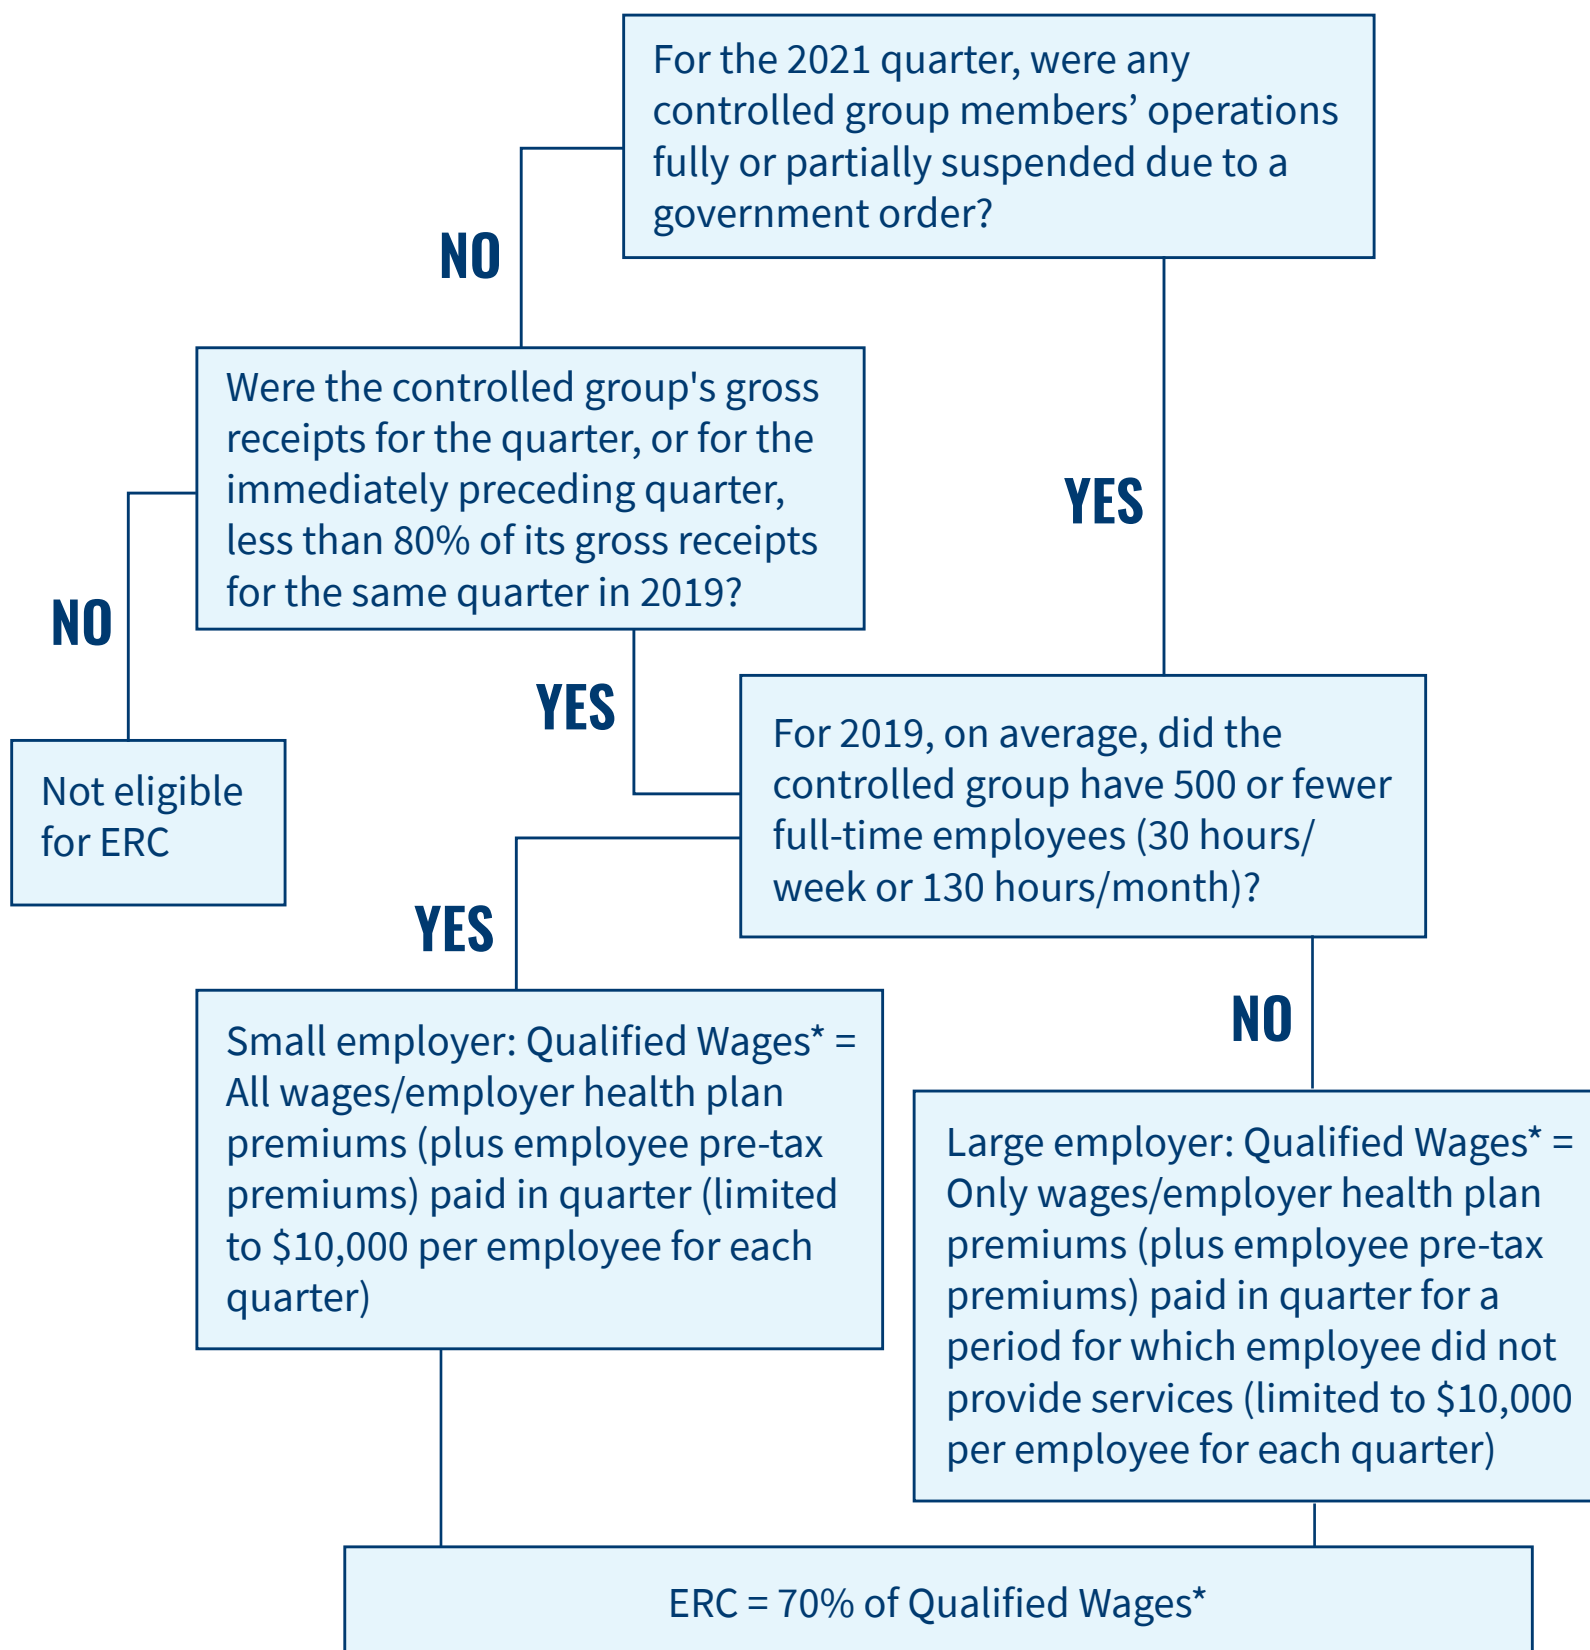 For the 2021 quarter, were any
controlled group members’ operations
fully or partially suspended due to a
government order?
NO
Were the controlled group's gross
receipts for the quarter, or for the
immediately preceding quarter,
less than 80% of its gross receipts
for the same quarter in 2019?
YES
NO
YES
For 2019, on average, did the
controlled group have 500 or fewer
full-time employees (30 hours/
week or 130 hours/month)?
Not eligible
for ERC
YES
NO
Small employer: Qualified Wages* =
All wages/employer health plan
premiums (plus employee pre-tax
premiums) paid in quarter (limited
to $10,000 per employee for each
quarter)
Large employer: Qualified Wages* =
Only wages/employer health plan
premiums (plus employee pre-tax
premiums) paid in quarter for a
period for which employee did not
provide services (limited to $10,000
per employee for each quarter)
ERC = 70% of Qualified Wages*